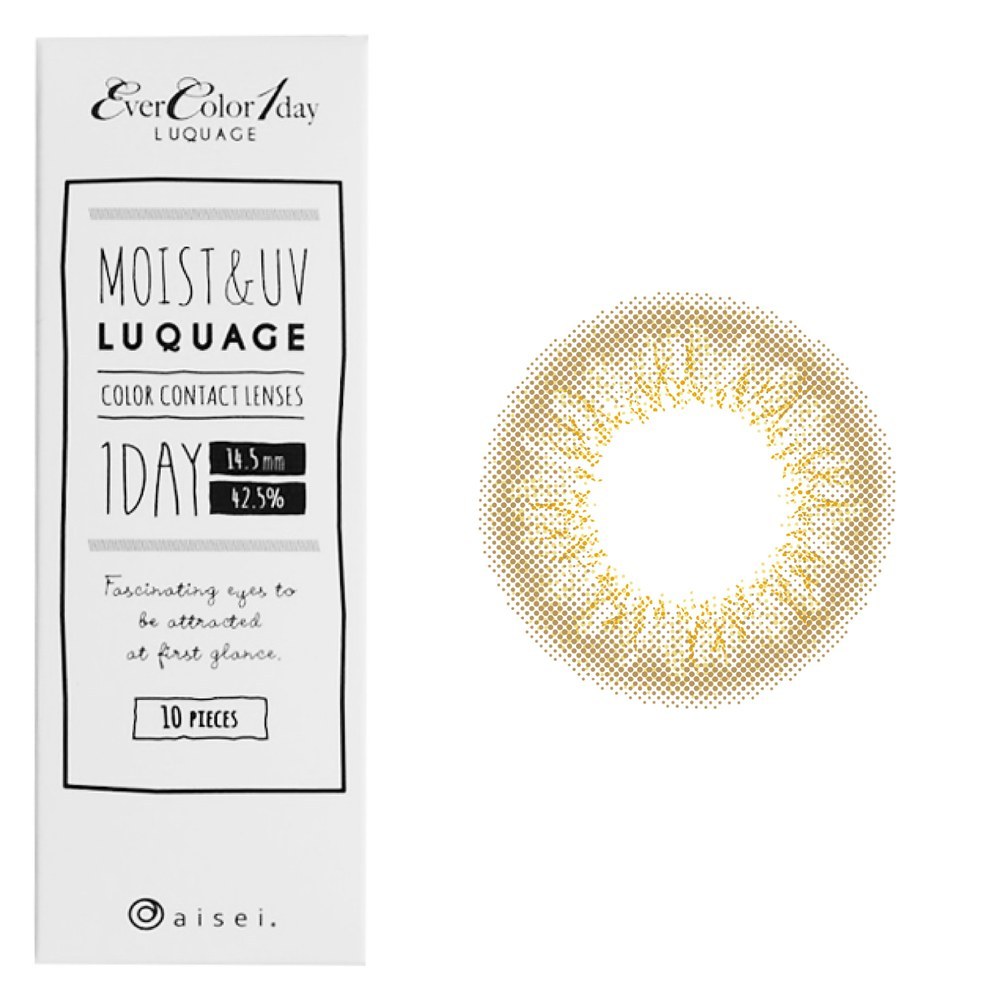 EverColor1day
LUQUAGE
MOIST&UV
LUQUAGE
COLOR CONTACT LENSES
1DAY
14.5mm
42.5%
Fascinating eyes to
be attracted
at first glance.
10 PIECES
aisei.